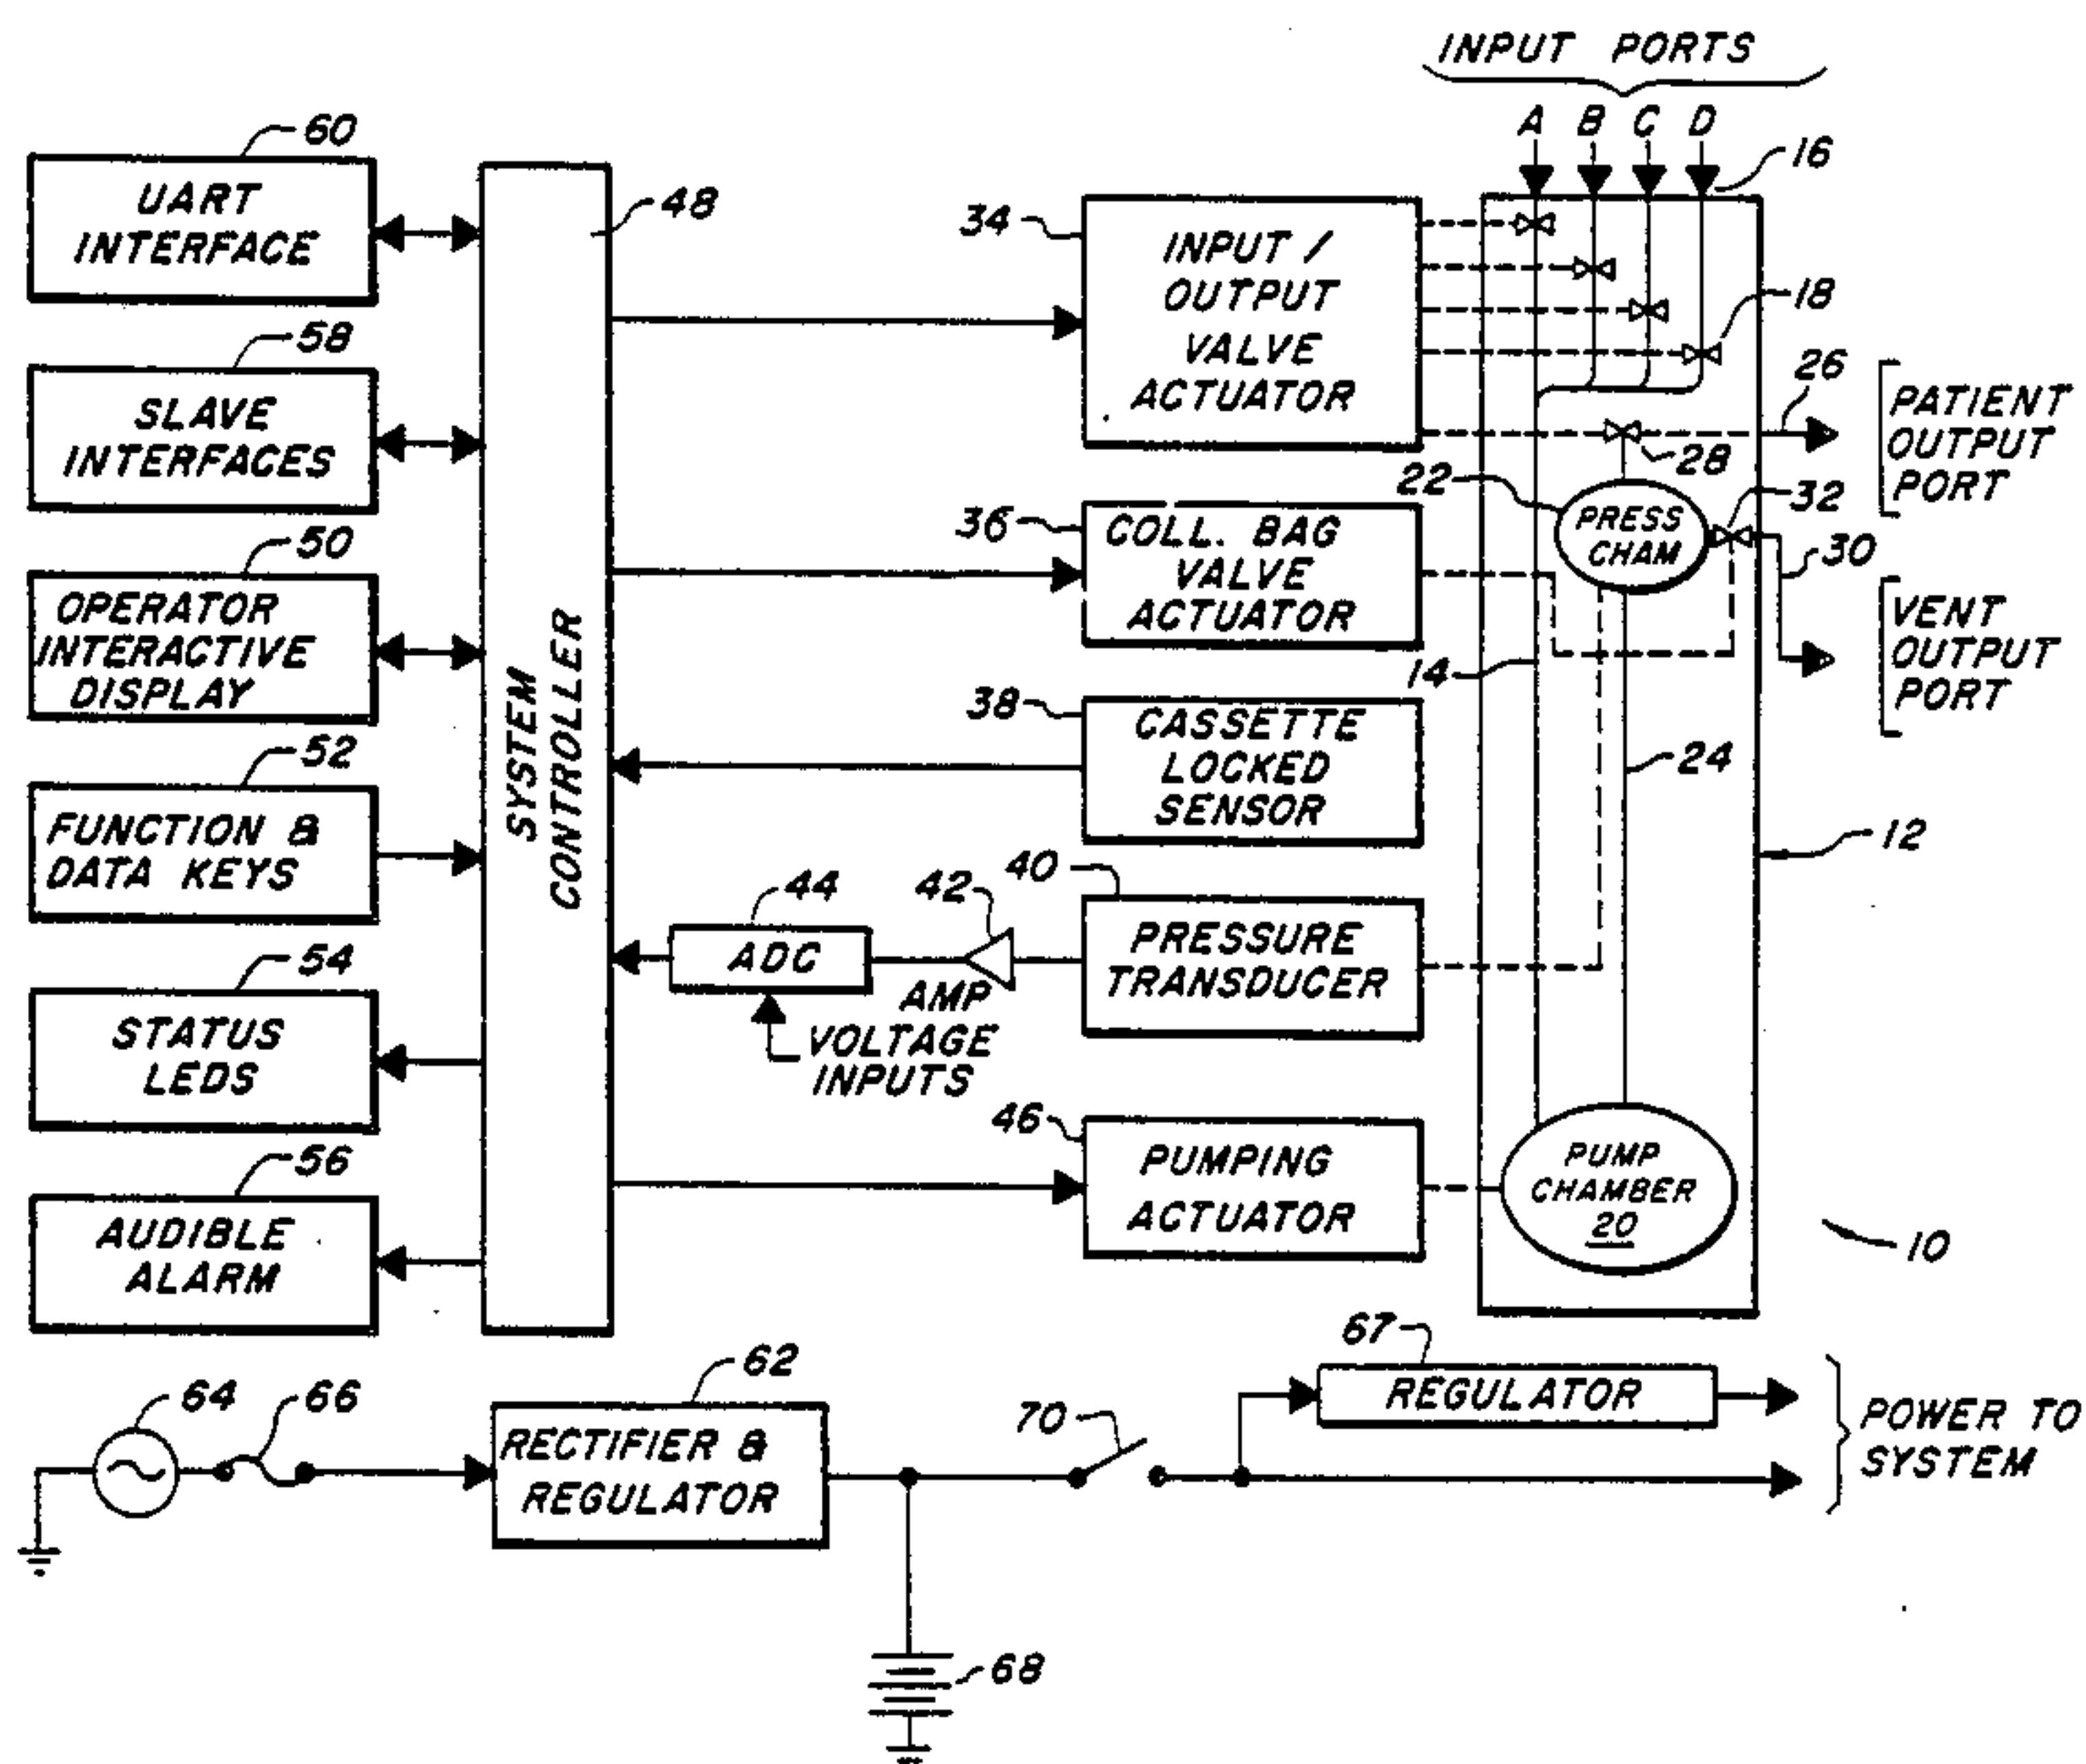 INPUT PORTS
A B C D
16
60
UART
INTERFACE
58
SLAVE
INTERFACES
50
OPERATOR
INTERACTIVE
DISPLAY
52
FUNCTION &
DATA KEYS
54
STATUS
LEDS
56
AUDIBLE
ALARM
48
SYSTEM
CONTROLLER
34
INPUT /
OUTPUT
VALVE
ACTUATOR
36
COLL. BAG
VALVE
ACTUATOR
38
CASSETTE
LOCKED
SENSOR
40
PRESSURE
TRANSDUCER
42
AMP
44
ADC
VOLTAGE
INPUTS
46
PUMPING
ACTUATOR
18
26
PATIENT
OUTPUT
PORT
28
22
PRESS
CHAM
32
30
VENT
OUTPUT
PORT
14
24
12
PUMP
CHAMBER
20
10
64
66
62
RECTIFIER &
REGULATOR
70
67
REGULATOR
POWER TO
SYSTEM
68